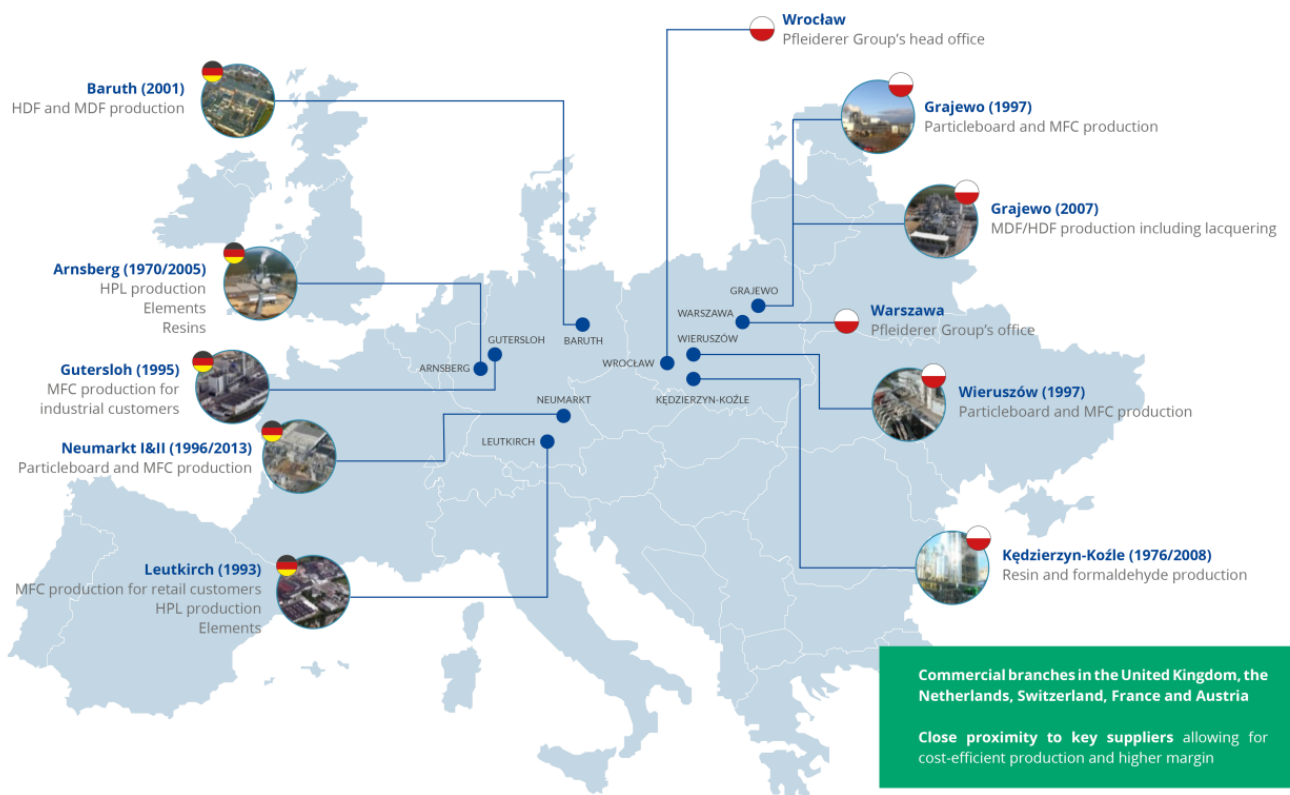 Wrocław
Pfleiderer Group's head office
Baruth (2001)
HDF and MDF production
Grajewo (1997)
Particleboard and MFC production
Grajewo (2007)
MDF/HDF production including lacquering
Arnsberg (1970/2005)
HPL production
Elements
Resins
GRAJEWO
WARSZAWA
Warszawa
Pfleiderer Group's office
GUTERSLOH
BARUTH
WIERUSZÓW
WROCŁAW
ARNSBERG
Gutersloh (1995)
MFC production for
industrial customers
KĘDZIERZYN-KOŹLE
Wieruszów (1997)
Particleboard and MFC production
NEUMARKT
LEUTKIRCH
Neumarkt I&II (1996/2013)
Particleboard and MFC production
Kędzierzyn-Koźle (1976/2008)
Resin and formaldehyde production
Leutkirch (1993)
MFC production for retail customers
HPL production
Elements
Commercial branches in the United Kingdom, the
Netherlands, Switzerland, France and Austria
Close proximity to key suppliers allowing for
cost-efficient production and higher margin